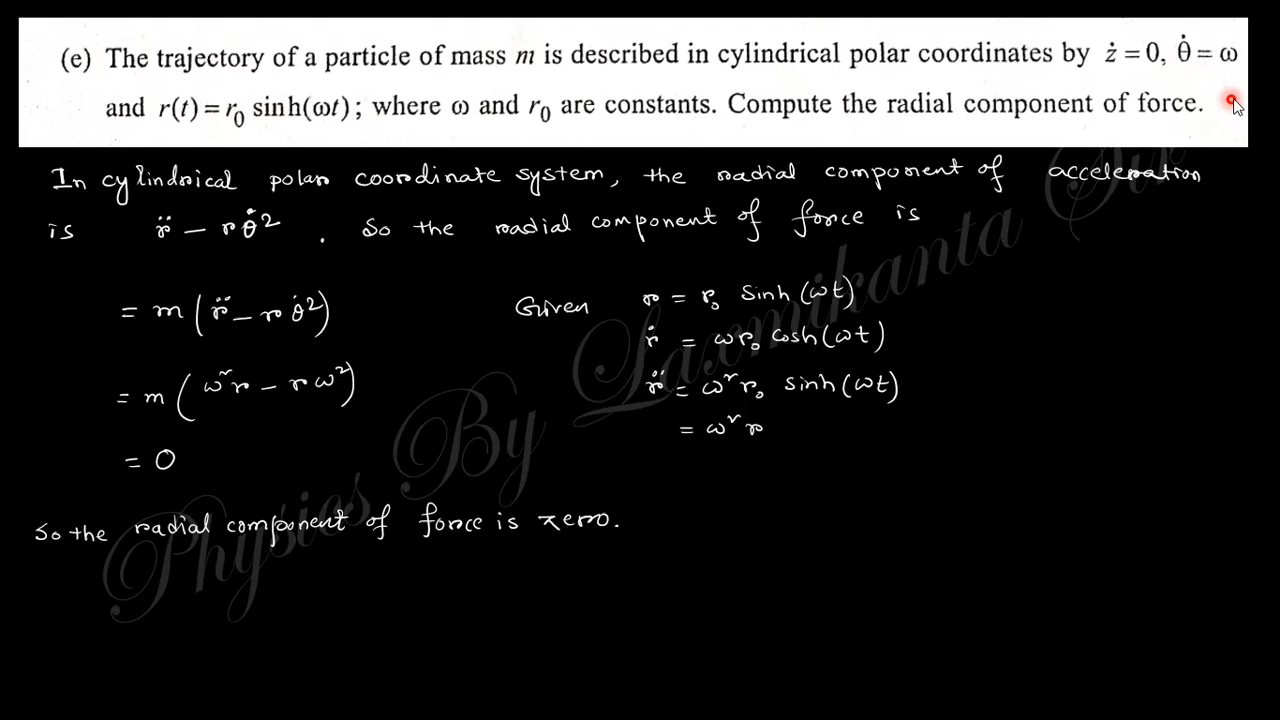 (e) The trajectory of a particle of mass m is described in cylindrical polar coordinates by ż = 0, θ̇ = ω
and r(t) = r₀ sinh(ωt); where ω and r₀ are constants. Compute the radial component of force.
In cylindrical polar coordinate system, the radial component of acceleration
is r̈ − rθ̇². So the radial component of force is
= m(r̈ − rθ̇²)
= m(ω²r − rω²)
= 0
Given r = r₀ sinh(ωt)
ṙ = ωr₀ cosh(ωt)
r̈ = ω²r₀ sinh(ωt)
= ω²r
So the radial component of force is zero.
Physics By Laxmikanta